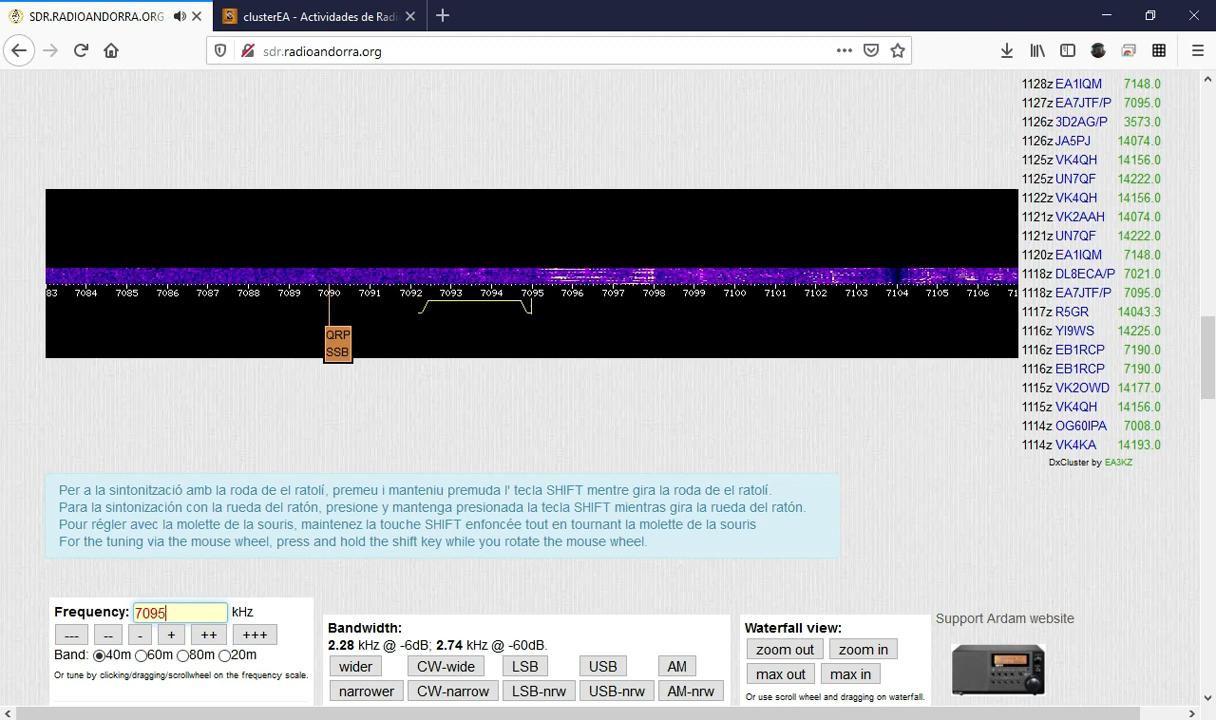 SDR.RADIOANDORRA.ORG
clusterEA - Actividades de Radi
sdr.radioandorra.org
1128z EA1IQM 7148.0
1127z EA7JTF/P 7095.0
1126z 3D2AG/P 3573.0
1126z JA5PJ 14074.0
1125z VK4QH 14156.0
1125z UN7QF 14222.0
1122z VK4QH 14156.0
1121z VK2AAH 14074.0
1121z UN7QF 14222.0
1120z EA1IQM 7148.0
1118z DL8ECA/P 7021.0
1118z EA7JTF/P 7095.0
1117z R5GR 14043.3
1116z YI9WS 14225.0
1116z EB1RCP 7190.0
1116z EB1RCP 7190.0
1115z VK2OWD 14177.0
1115z VK4QH 14156.0
1114z OG60IPA 7008.0
1114z VK4KA 14193.0
DxCluster by EA3KZ
83 7084 7085 7086 7087 7088 7089 7090 7091 7092 7093 7094 7095 7096 7097 7098 7099 7100 7101 7102 7103 7104 7105 7106 71
QRP
SSB
Per a la sintonització amb la roda de el ratolí, premeu i manteniu premuda l' tecla SHIFT mentre gira la roda de el ratolí.
Para la sintonización con la rueda del ratón, presione y mantenga presionada la tecla SHIFT mientras gira la rueda del ratón.
Pour régler avec la molette de la souris, maintenez la touche SHIFT enfoncée tout en tournant la molette de la souris
For the tuning via the mouse wheel, press and hold the shift key while you rotate the mouse wheel.
Frequency: 7095 kHz
--- -- - + ++ +++
Band: 40m 60m 80m 20m
Or tune by clicking/dragging/scrollwheel on the frequency scale.
Bandwidth:
2.28 kHz @ -6dB; 2.74 kHz @ -60dB.
wider CW-wide LSB USB AM
narrower CW-narrow LSB-nrw USB-nrw AM-nrw
Waterfall view:
zoom out zoom in
max out max in
Or use scroll wheel and dragging on waterfall.
Support Ardam website